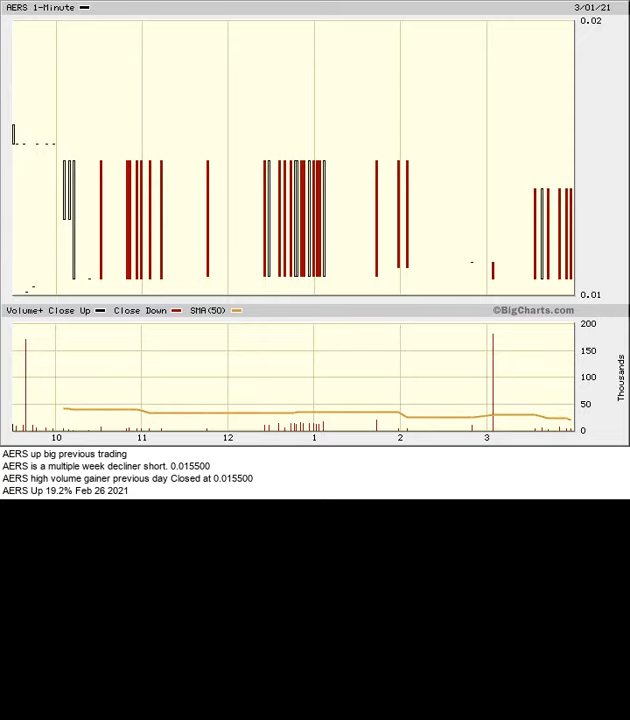 AERS 1-Minute 3/01/21
0.02
0.01
Volume+ Close Up Close Down SMA(50) ©BigCharts.com
200
150
100
50
0
Thousands
10 11 12 1 2 3
AERS up big previous trading
AERS is a multiple week decliner short. 0.015500
AERS high volume gainer previous day Closed at 0.015500
AERS Up 19.2% Feb 26 2021